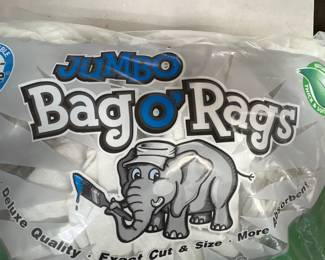 JUMBO
Bag O' Rags
Deluxe Quality · Exact Cut & Size · More Absorbent